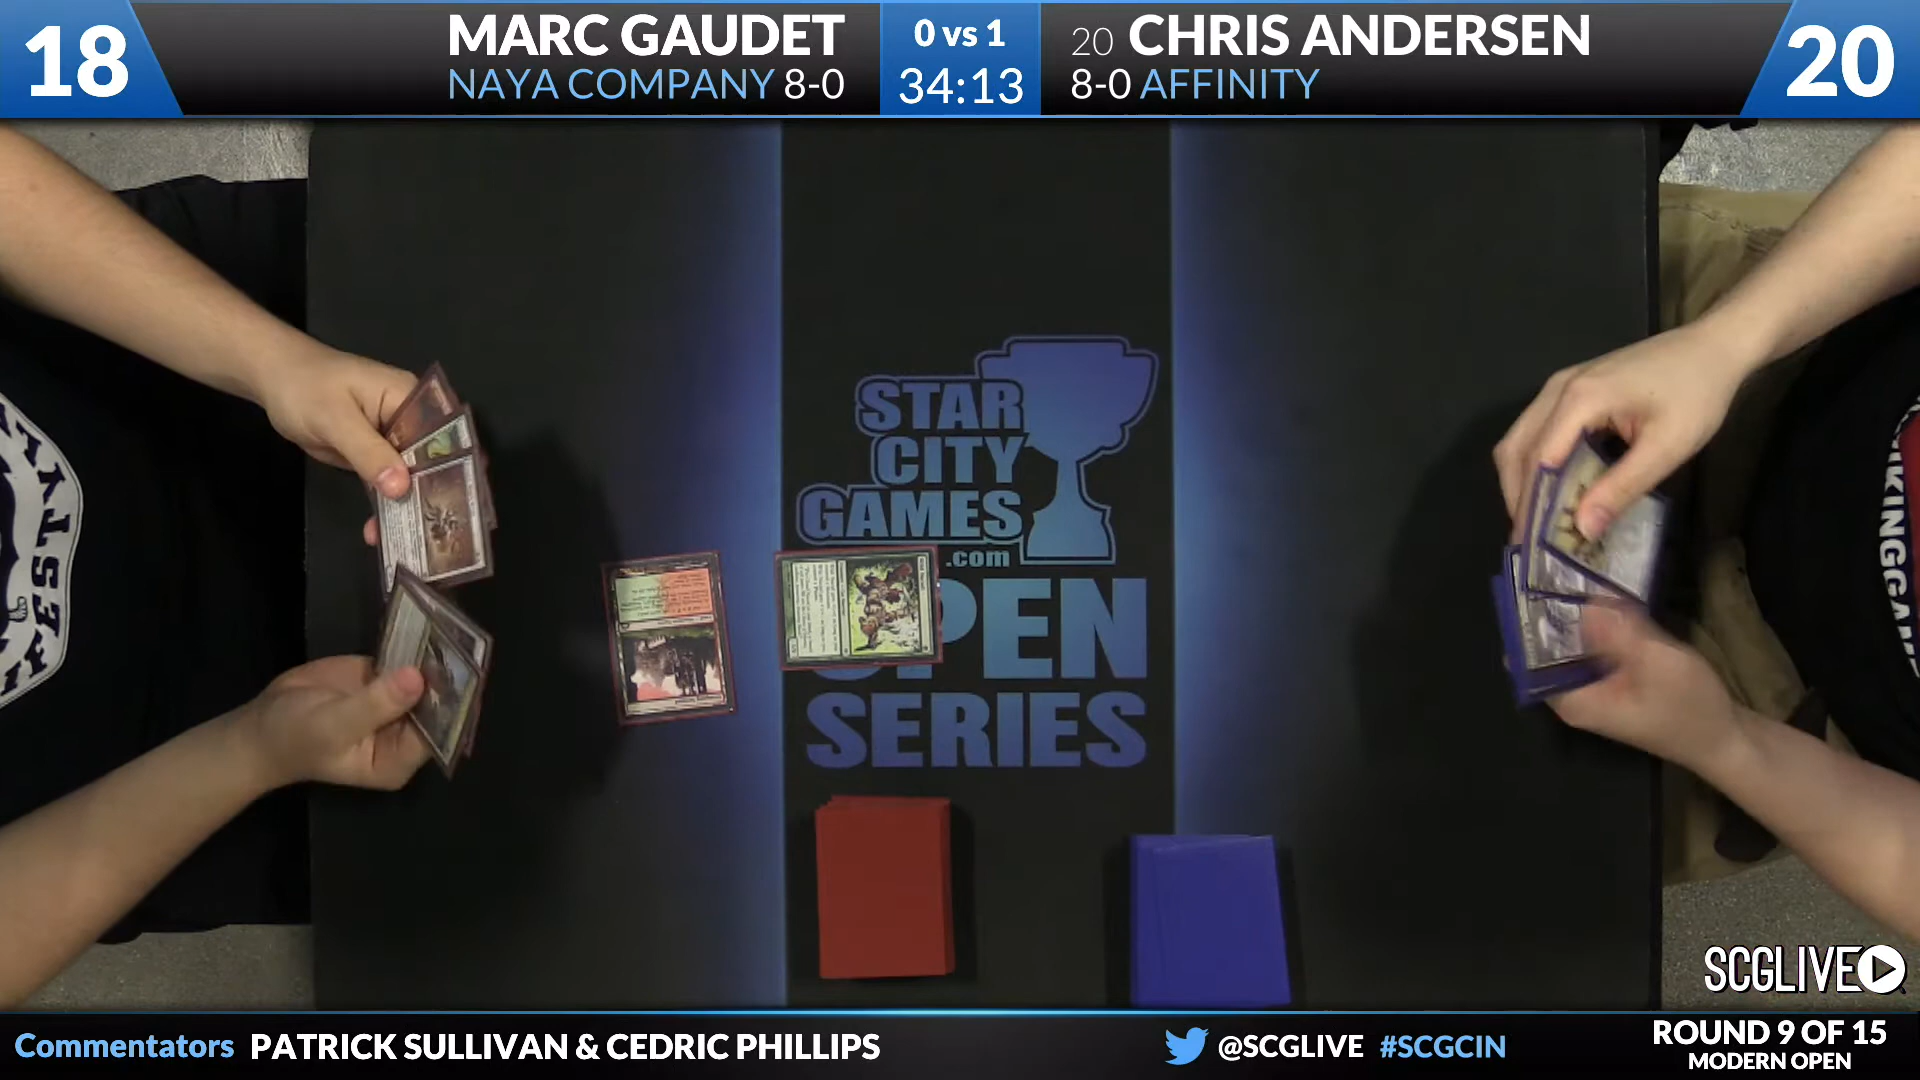 18
MARC GAUDET
NAYA COMPANY 8-0
0 vs 1
34:13
20 CHRIS ANDERSEN
8-0 AFFINITY
20
STAR
CITY
GAMES
.com
OPEN
SERIES
TESTY
KINGGAM
SCGLIVE
Commentators PATRICK SULLIVAN & CEDRIC PHILLIPS
@SCGLIVE #SCGCIN
ROUND 9 OF 15
MODERN OPEN